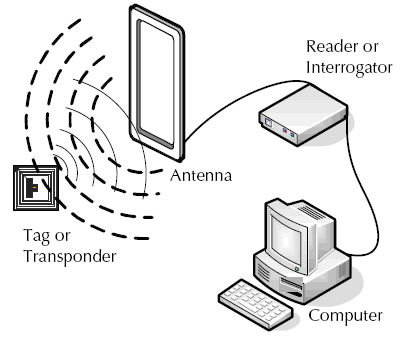 Reader or
Interrogator
Antenna
Tag or
Transponder
Computer